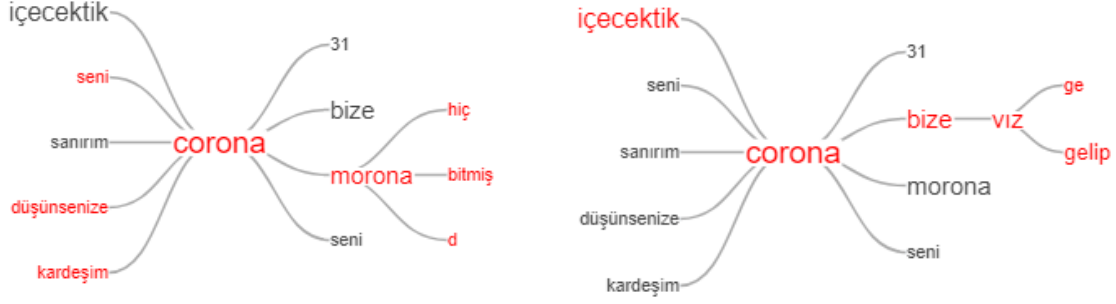 içecektik
seni
sanırım
düşünsenize
kardeşim
corona
31
bize
morona
seni
hiç
bitmiş
d
içecektik
seni
sanırım
düşünsenize
kardeşim
corona
31
bize
morona
seni
vız
ge
gelip